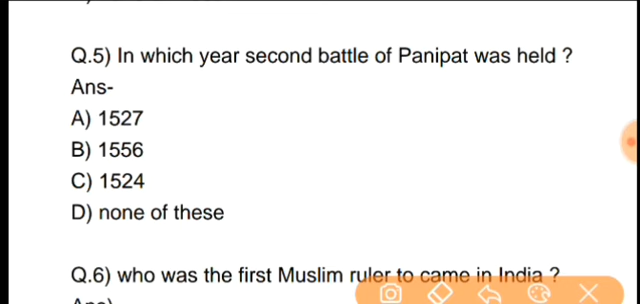 Q.5) In which year second battle of Panipat was held ?
Ans-
A) 1527
B) 1556
C) 1524
D) none of these
Q.6) who was the first Muslim ruler to came in India ?